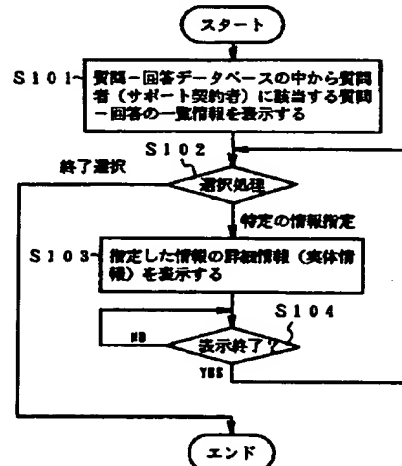 スタート
S101
質問-回答データベースの中から質問
者(サポート契約者)に該当する質問
-回答の一覧情報を表示する
S102
終了選択
選択処理
特定の情報指定
S103
指定した情報の詳細情報(実体情
報)を表示する
S104
NO
表示終了?
YES
エンド